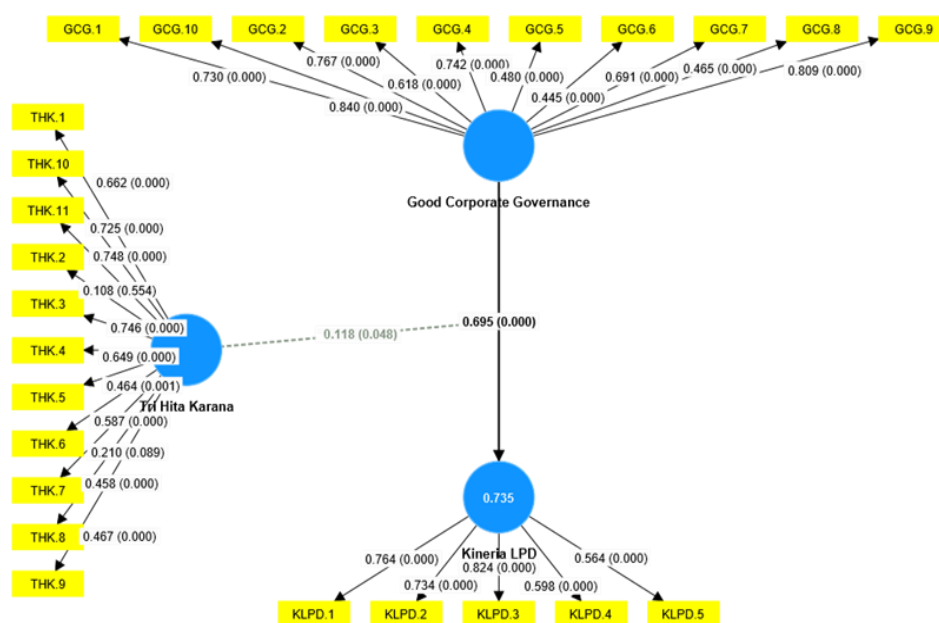 GCG.1 GCG.10 GCG.2 GCG.3 GCG.4 GCG.5 GCG.6 GCG.7 GCG.8 GCG.9
0.730 (0.000)
0.840 (0.000)
0.767 (0.000)
0.618 (0.000)
0.742 (0.000)
0.480 (0.000)
0.445 (0.000)
0.691 (0.000)
0.465 (0.000)
0.809 (0.000)
Good Corporate Governance
THK.1
THK.10
THK.11
THK.2
THK.3
THK.4
THK.5
THK.6
THK.7
THK.8
THK.9
0.662 (0.000)
0.725 (0.000)
0.748 (0.000)
0.108 (0.554)
0.746 (0.000)
0.649 (0.000)
0.464 (0.001)
0.587 (0.000)
0.210 (0.089)
0.458 (0.000)
0.467 (0.000)
Tri Hita Karana
0.118 (0.048)
0.695 (0.000)
0.735
Kinerja LPD
0.764 (0.000)
0.734 (0.000)
0.824 (0.000)
0.598 (0.000)
0.564 (0.000)
KLPD.1 KLPD.2 KLPD.3 KLPD.4 KLPD.5